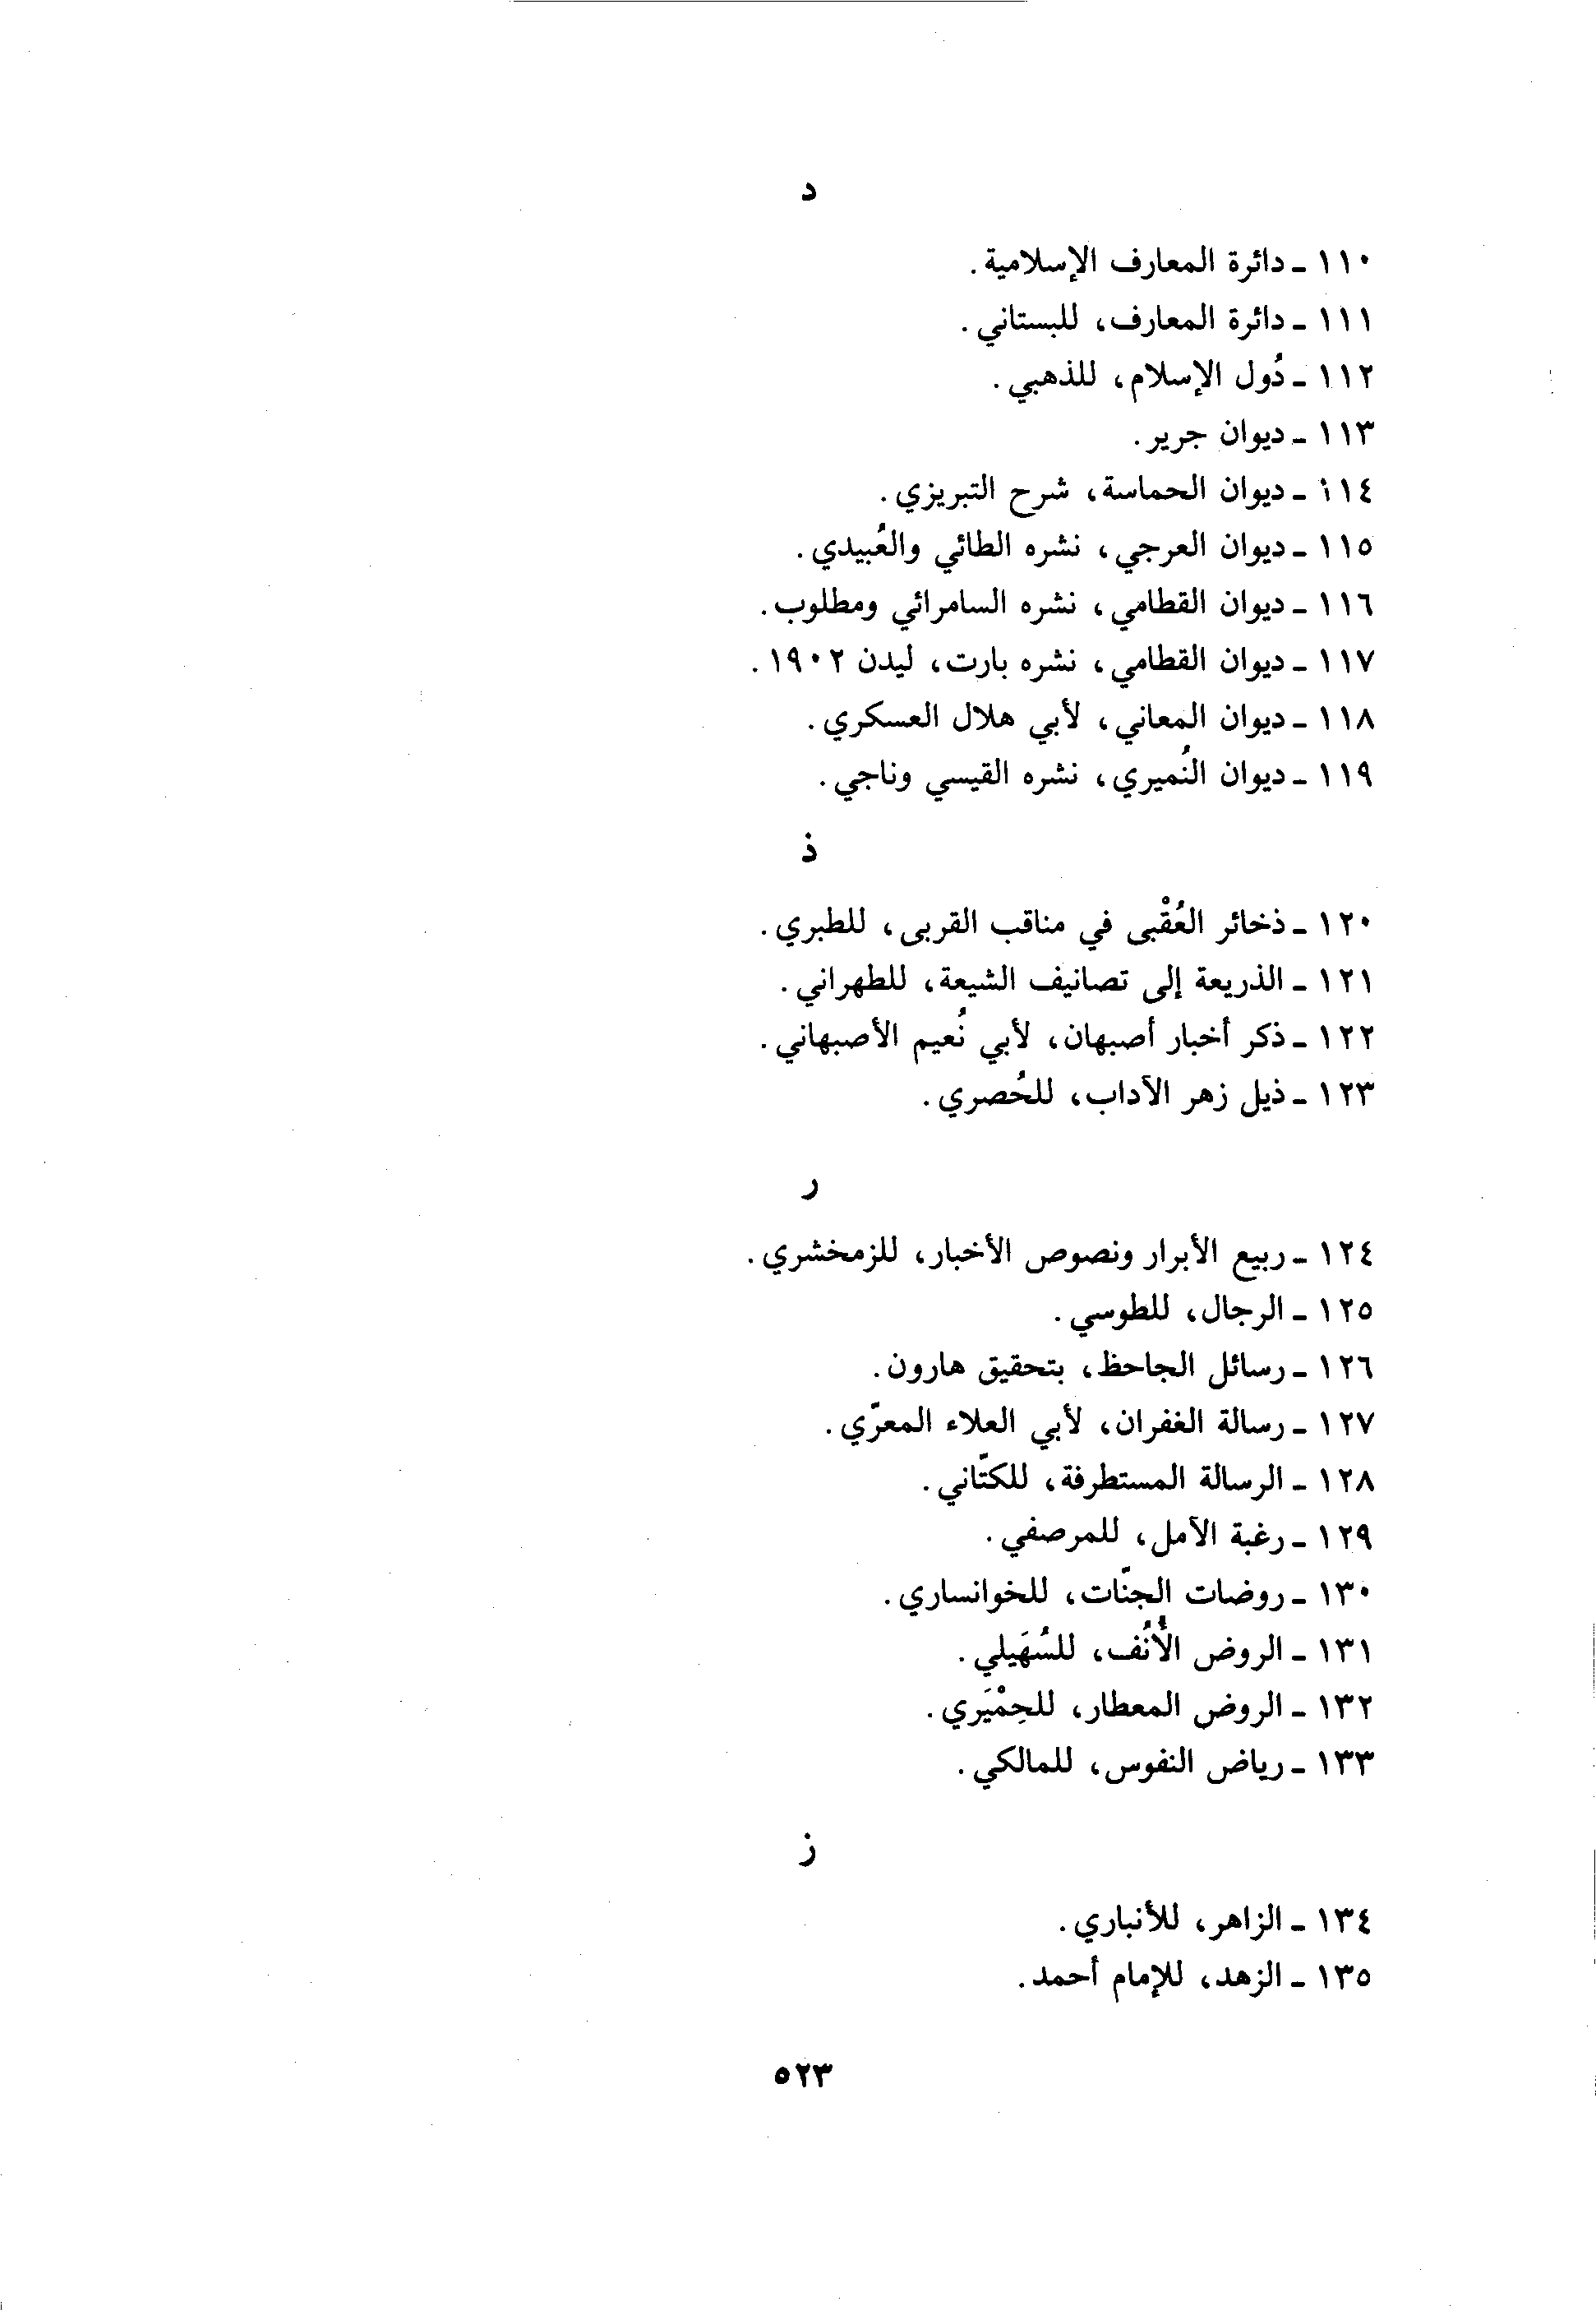 د
١١٠ - دائرة المعارف الإسلامية.
١١١ - دائرة المعارف، للبستاني.
١١٢ - دُول الإسلام، للذهبي.
١١٣ - ديوان جرير.
١١٤ - ديوان الحماسة، شرح التبريزي.
١١٥ - ديوان العرجي، نشره الطائي والعُبيدي.
١١٦ - ديوان القطامي، نشره السامرائي ومطلوب.
١١٧ - ديوان القطامي، نشره بارت، ليدن ١٩٠٢.
١١٨ - ديوان المعاني، لأبي هلال العسكري.
١١٩ - ديوان النُميري، نشره القيسي وناجي.
ذ
١٢٠ - ذخائر العُقْبى في مناقب القربى، للطبري.
١٢١ - الذريعة إلى تصانيف الشيعة، للطهراني.
١٢٢ - ذكر أخبار أصبهان، لأبي نُعيم الأصبهاني.
١٢٣ - ذيل زهر الآداب، للحُصري.
ر
١٢٤ - ربيع الأبرار ونصوص الأخبار، للزمخشري.
١٢٥ - الرجال، للطوسي.
١٢٦ - رسائل الجاحظ، بتحقيق هارون.
١٢٧ - رسالة الغفران، لأبي العلاء المعرّي.
١٢٨ - الرسالة المستطرفة، للكتّاني.
١٢٩ - رغبة الآمل، للمرصفي.
١٣٠ - روضات الجنّات، للخوانساري.
١٣١ - الروض الأُنُف، للسُهَيلي.
١٣٢ - الروض المعطار، للحِمْيَري.
١٣٣ - رياض النفوس، للمالكي.
ز
١٣٤ - الزاهر، للأنباري.
١٣٥ - الزهد، للإمام أحمد.
٥٢٣